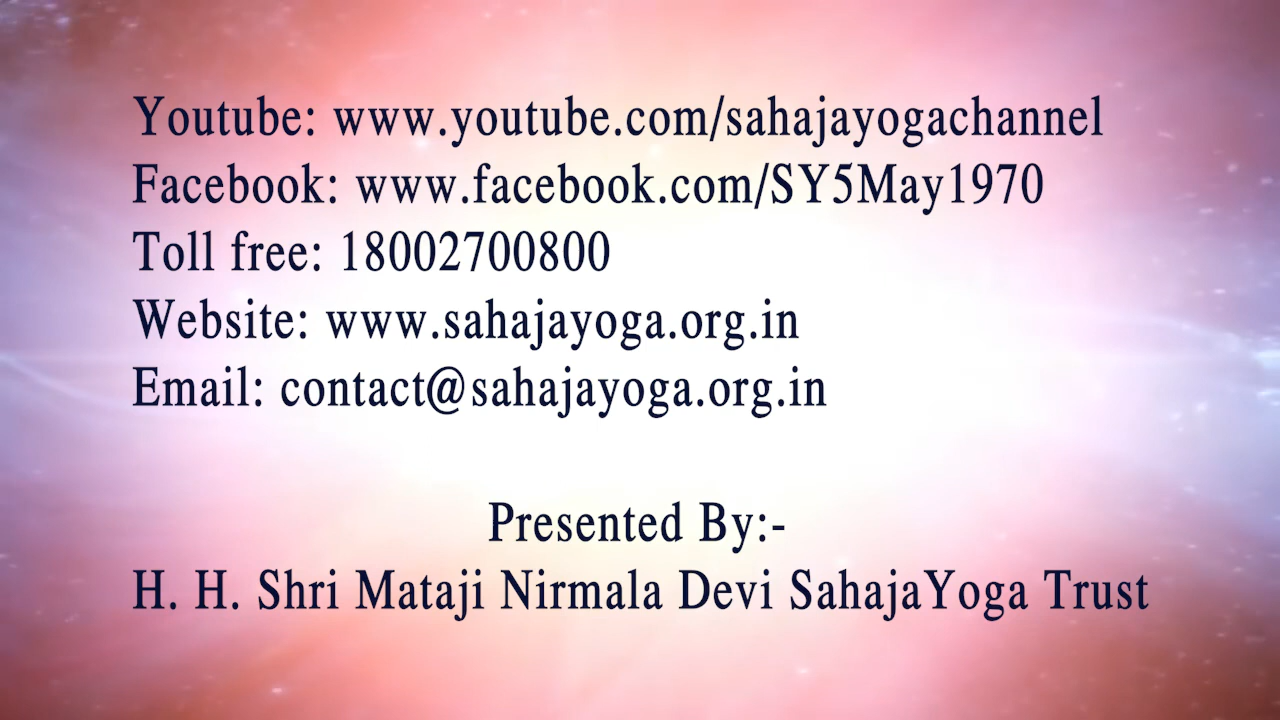 Youtube: www.youtube.com/sahajayogachannel
Facebook: www.facebook.com/SY5May1970
Toll free: 18002700800
Website: www.sahajayoga.org.in
Email: contact@sahajayoga.org.in
Presented By:-
H. H. Shri Mataji Nirmala Devi SahajaYoga Trust